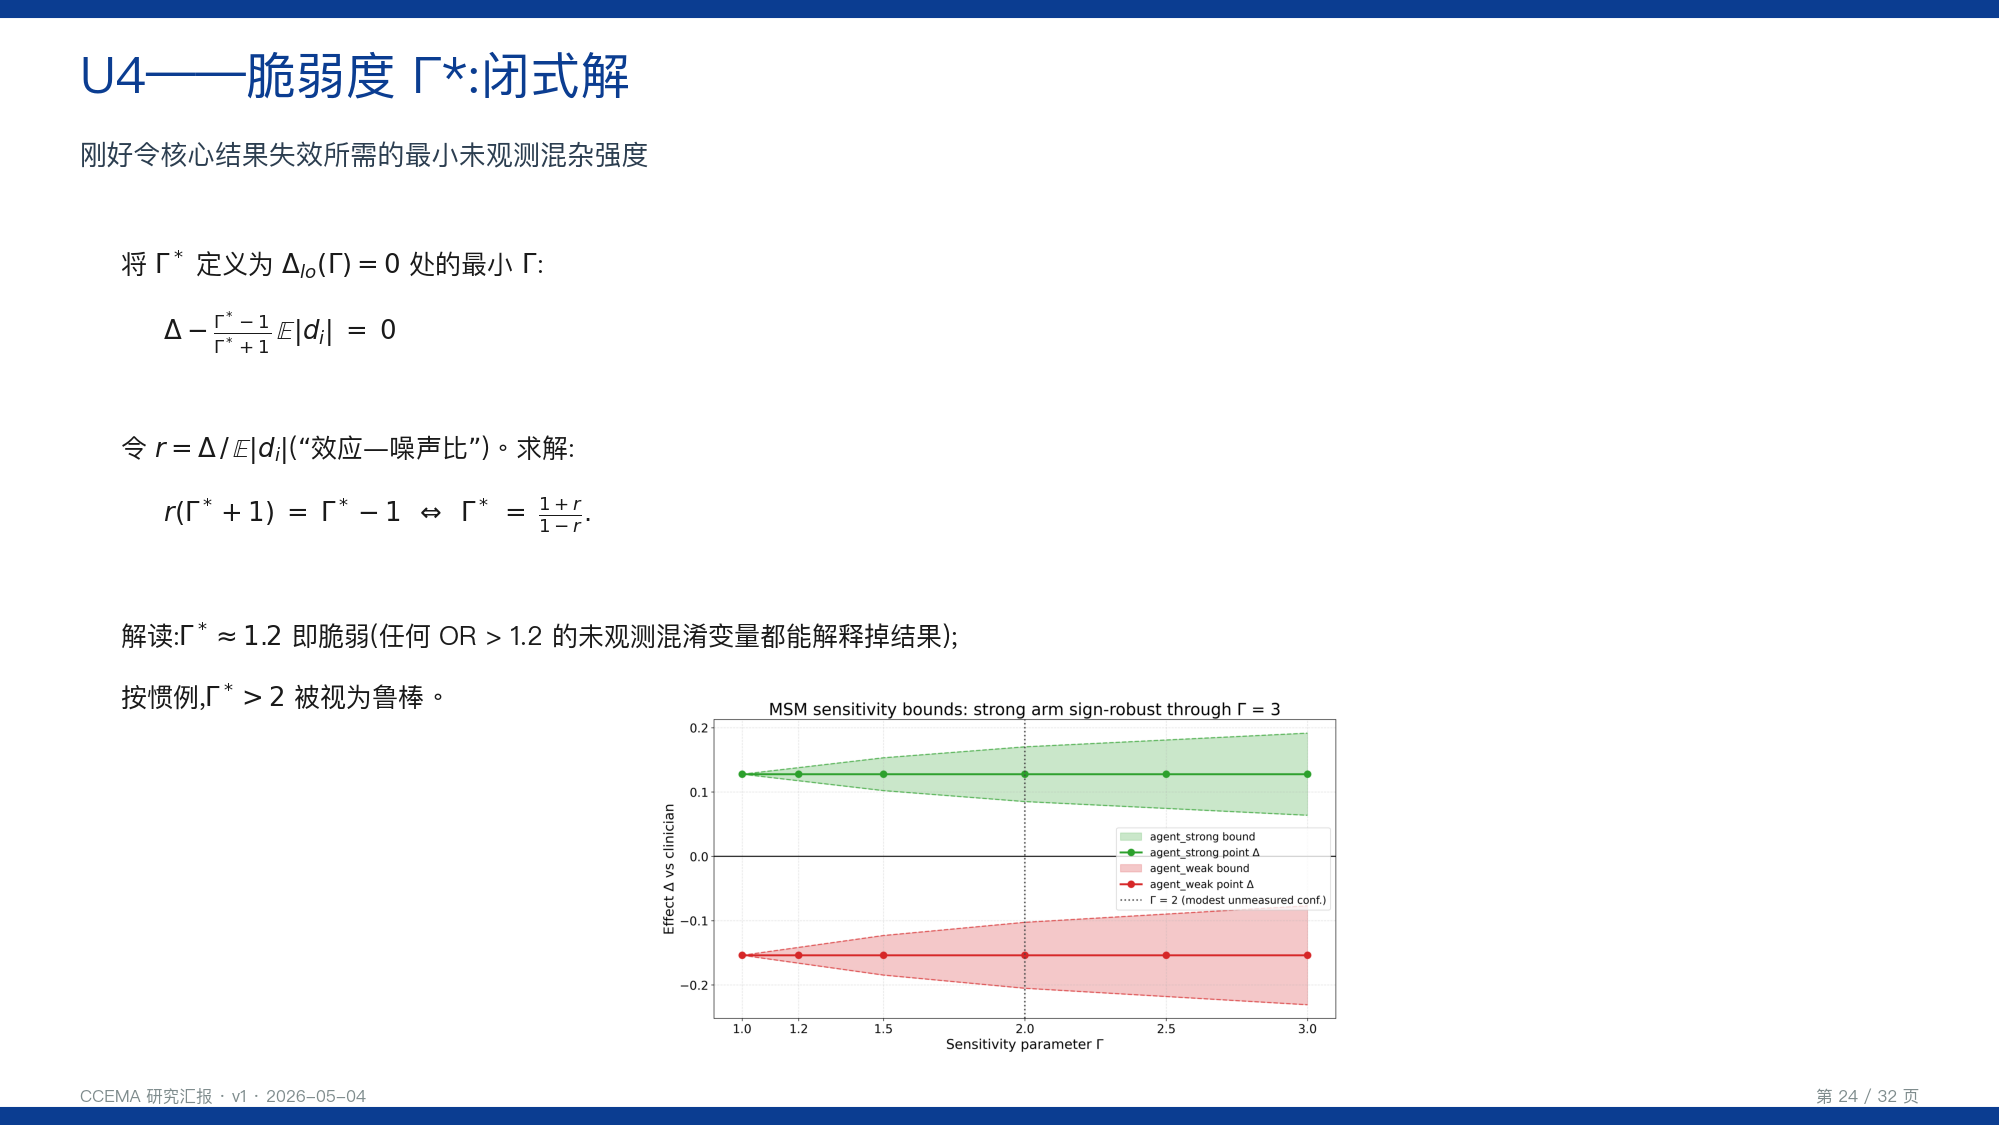 U4——脆弱度 Γ*:闭式解
刚好令核心结果失效所需的最小未观测混杂强度
将 Γ* 定义为 Δ_lo(Γ) = 0 处的最小 Γ:
Δ − (Γ* − 1)/(Γ* + 1) 𝔼|d_i| = 0
令 r = Δ / 𝔼|d_i|(“效应—噪声比”)。求解:
r(Γ* + 1) = Γ* − 1 ⇔ Γ* = (1 + r)/(1 − r).
解读:Γ* ≈ 1.2 即脆弱(任何 OR > 1.2 的未观测混淆变量都能解释掉结果);
按惯例,Γ* > 2 被视为鲁棒。
MSM sensitivity bounds: strong arm sign-robust through Γ = 3
Effect Δ vs clinician
0.2
0.1
0.0
−0.1
−0.2
agent_strong bound
agent_strong point Δ
agent_weak bound
agent_weak point Δ
Γ = 2 (modest unmeasured conf.)
1.0 1.2 1.5 2.0 2.5 3.0
Sensitivity parameter Γ
CCEMA 研究汇报 · v1 · 2026-05-04
第 24 / 32 页